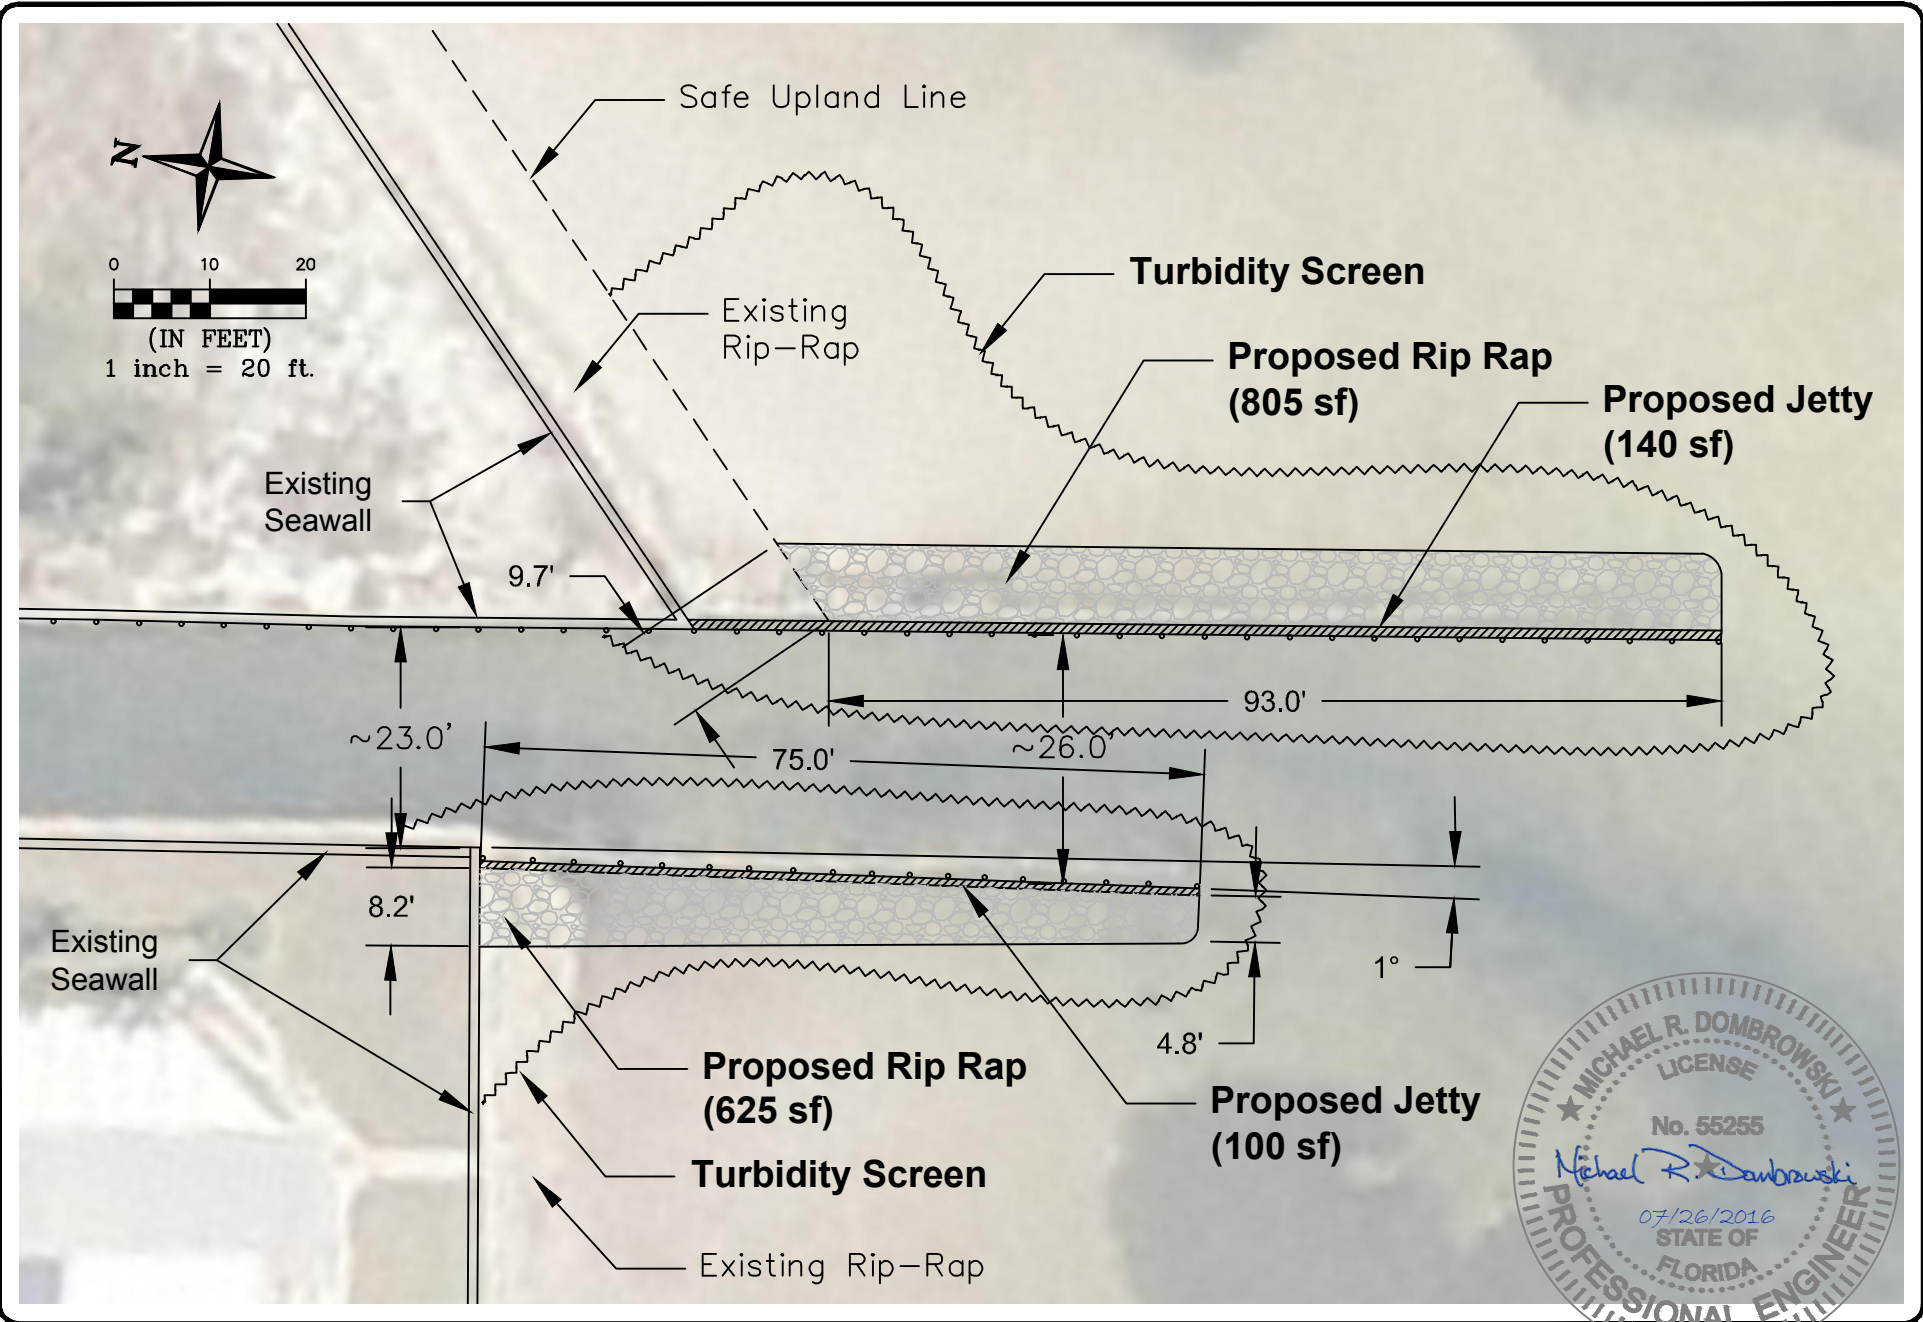 Safe Upland Line
N
0 10 20
(IN FEET)
1 inch = 20 ft.
Turbidity Screen
Existing
Rip-Rap
Proposed Rip Rap
(805 sf)
Proposed Jetty
(140 sf)
Existing
Seawall
9.7'
93.0'
~23.0'
75.0'
~26.0'
8.2'
Existing
Seawall
1°
4.8'
Proposed Rip Rap
(625 sf)
Proposed Jetty
(100 sf)
Turbidity Screen
Existing Rip-Rap
MICHAEL R. DOMBROWSKI
LICENSE
No. 55255
Michael R. Dombrowski
07/26/2016
STATE OF
FLORIDA
PROFESSIONAL ENGINEER